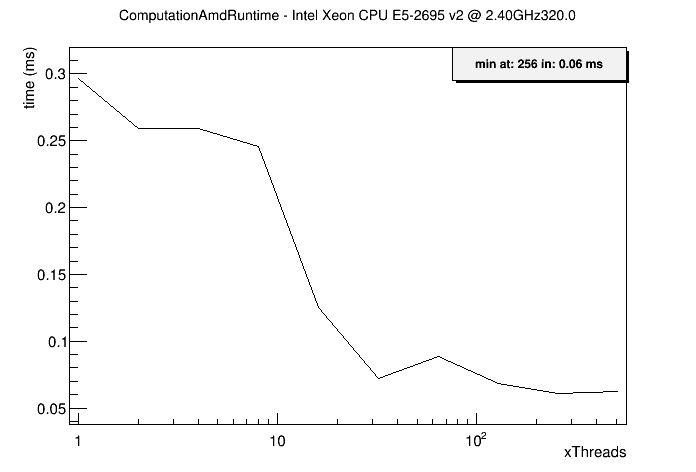 ComputationAmdRuntime - Intel Xeon CPU E5-2695 v2 @ 2.40GHz320.0
min at: 256 in: 0.06 ms
time (ms)
0.3
0.25
0.2
0.15
0.1
0.05
1
10
10²
xThreads